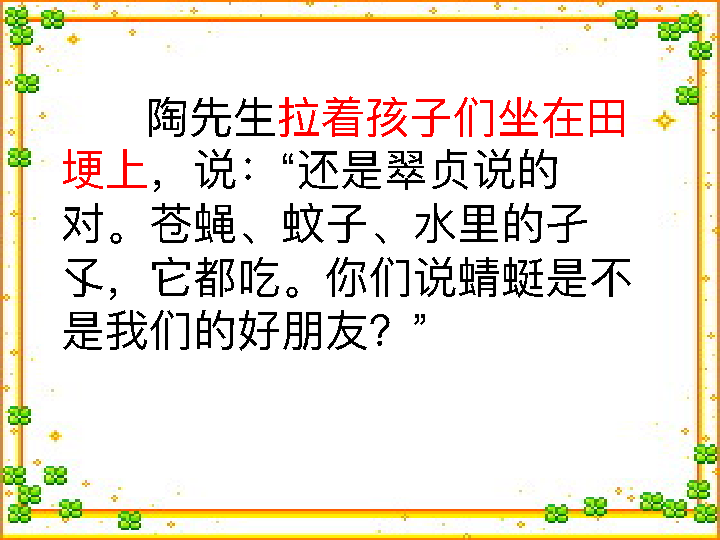 陶先生拉着孩子们坐在田
埂上，说：“还是翠贞说的
对。苍蝇、蚊子、水里的孑
孓，它都吃。你们说蜻蜓是不
是我们的好朋友？”